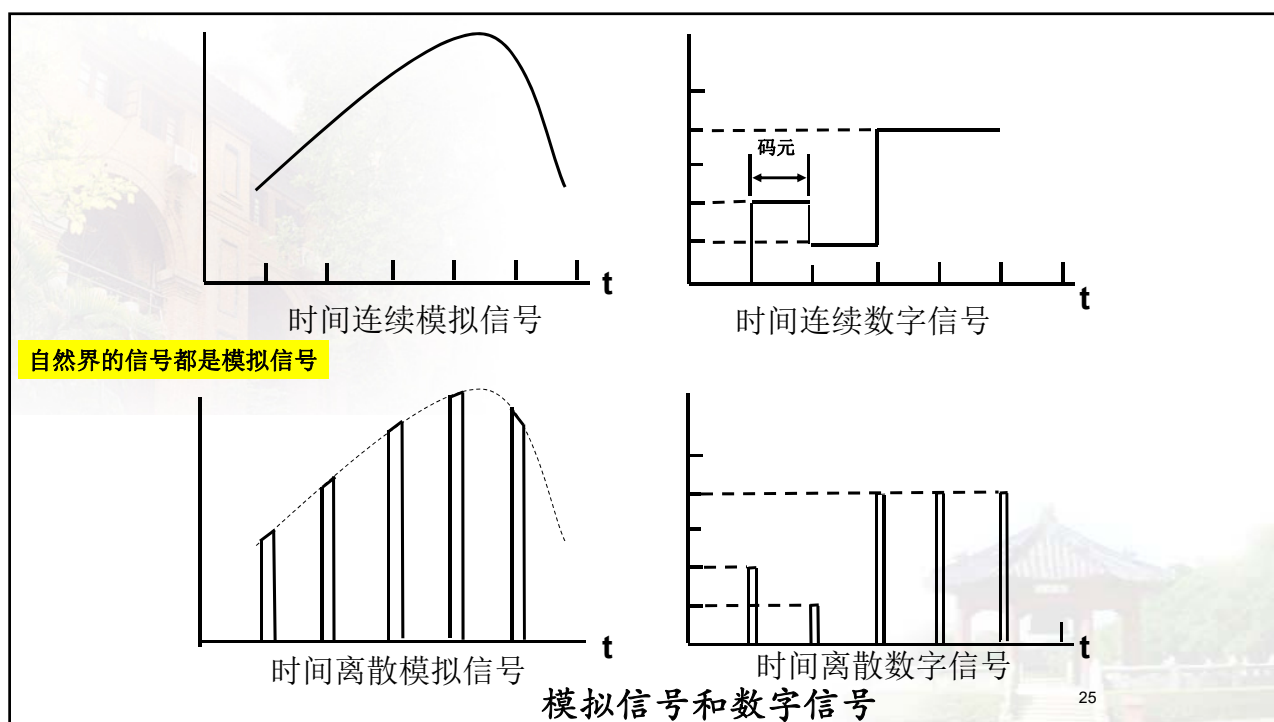 码元
t
t
时间连续模拟信号
时间连续数字信号
自然界的信号都是模拟信号
t
t
时间离散模拟信号
时间离散数字信号
模拟信号和数字信号
25